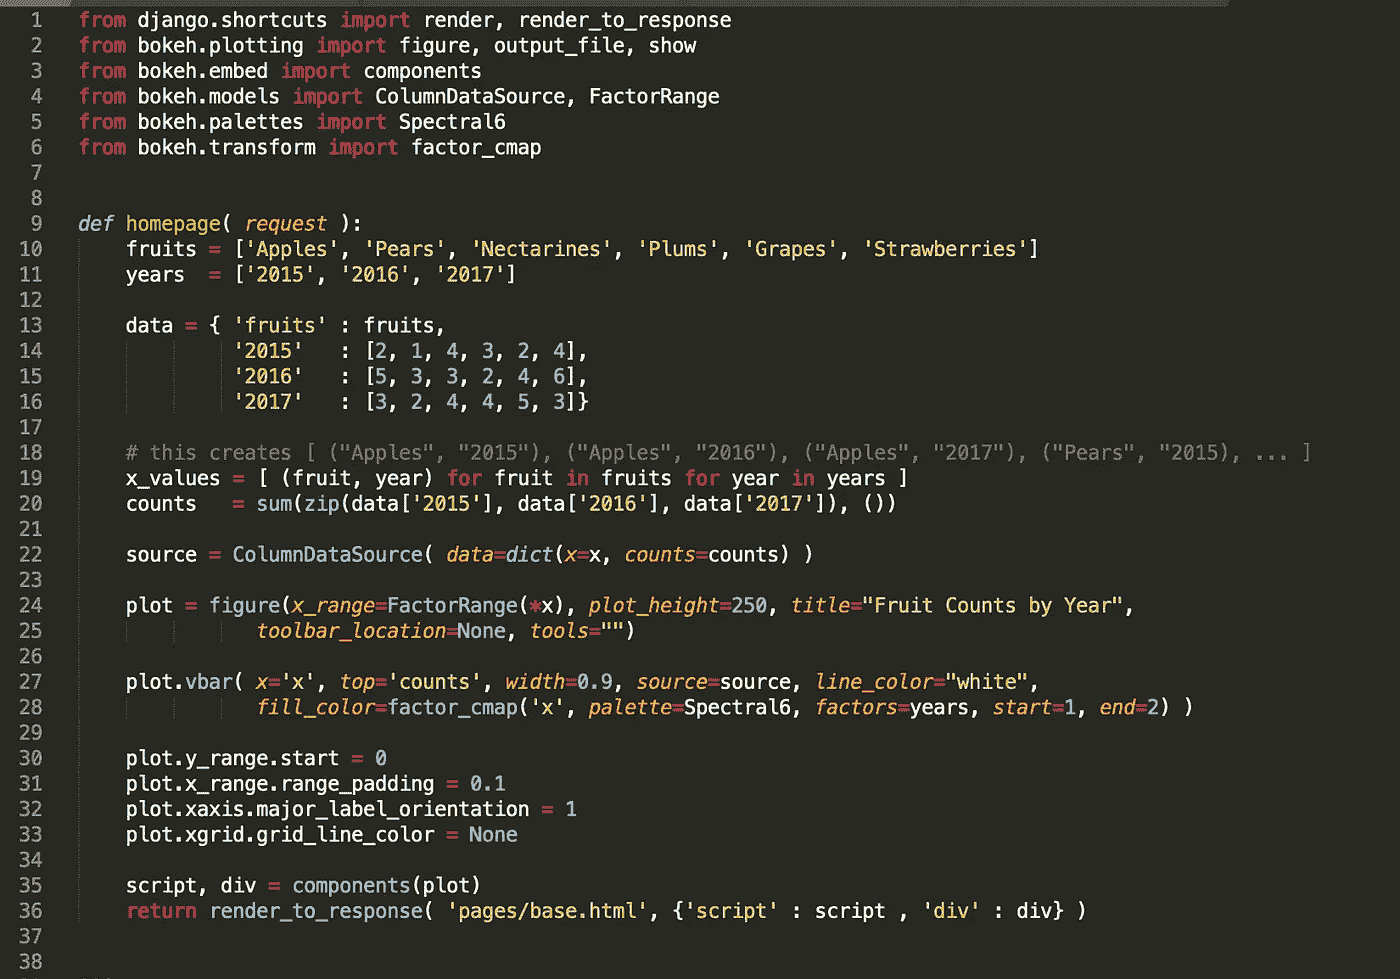 1 from django.shortcuts import render, render_to_response
2 from bokeh.plotting import figure, output_file, show
3 from bokeh.embed import components
4 from bokeh.models import ColumnDataSource, FactorRange
5 from bokeh.palettes import Spectral6
6 from bokeh.transform import factor_cmap
7
8
9 def homepage( request ):
10     fruits = ['Apples', 'Pears', 'Nectarines', 'Plums', 'Grapes', 'Strawberries']
11     years  = ['2015', '2016', '2017']
12
13     data = { 'fruits' : fruits,
14              '2015'   : [2, 1, 4, 3, 2, 4],
15              '2016'   : [5, 3, 3, 2, 4, 6],
16              '2017'   : [3, 2, 4, 4, 5, 3]}
17
18     # this creates [ ("Apples", "2015"), ("Apples", "2016"), ("Apples", "2017"), ("Pears", "2015), ... ]
19     x_values = [ (fruit, year) for fruit in fruits for year in years ]
20     counts   = sum(zip(data['2015'], data['2016'], data['2017']), ())
21
22     source = ColumnDataSource( data=dict(x=x, counts=counts) )
23
24     plot = figure(x_range=FactorRange(*x), plot_height=250, title="Fruit Counts by Year",
25                toolbar_location=None, tools="")
26
27     plot.vbar( x='x', top='counts', width=0.9, source=source, line_color="white",
28                fill_color=factor_cmap('x', palette=Spectral6, factors=years, start=1, end=2) )
29
30     plot.y_range.start = 0
31     plot.x_range.range_padding = 0.1
32     plot.xaxis.major_label_orientation = 1
33     plot.xgrid.grid_line_color = None
34
35     script, div = components(plot)
36     return render_to_response( 'pages/base.html', {'script' : script , 'div' : div} )
37
38